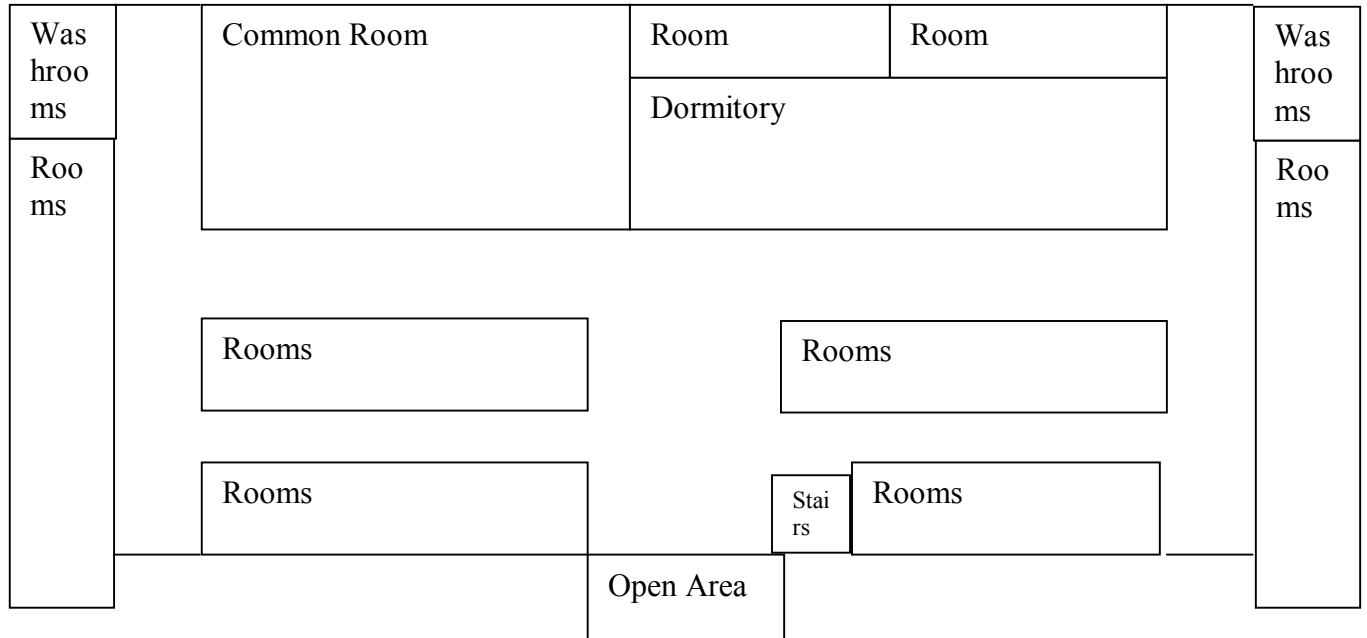 Was
hroo
ms
Common Room
Room
Room
Was
hroo
ms
Dormitory
Roo
ms
Roo
ms
Rooms
Rooms
Rooms
Stai
rs
Rooms
Open Area